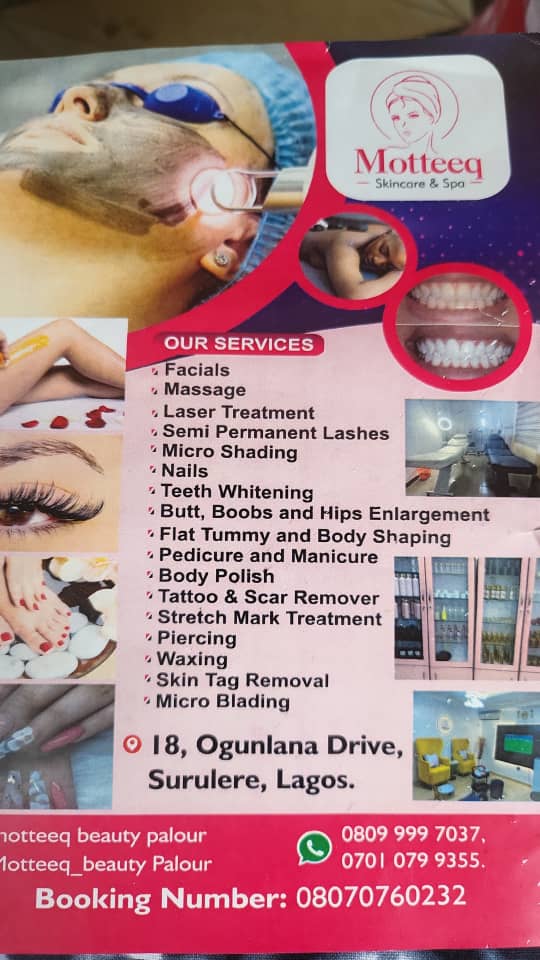 Motteeq
Skincare & Spa
OUR SERVICES
Facials
Massage
Laser Treatment
Semi Permanent Lashes
Micro Shading
Nails
Teeth Whitening
Butt, Boobs and Hips Enlargement
Flat Tummy and Body Shaping
Pedicure and Manicure
Body Polish
Tattoo & Scar Remover
Stretch Mark Treatment
Piercing
Waxing
Skin Tag Removal
Micro Blading
18, Ogunlana Drive,
Surulere, Lagos.
motteeq beauty palour
Motteeq_beauty Palour
0809 999 7037,
0701 079 9355.
Booking Number: 08070760232